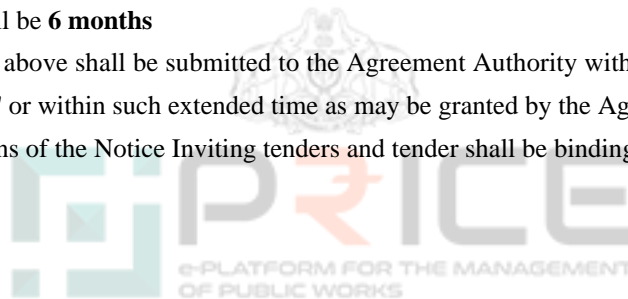 ll be 6 months
above shall be submitted to the Agreement Authority with
or within such extended time as may be granted by the Ag
ns of the Notice Inviting tenders and tender shall be binding
PRICE
e-PLATFORM FOR THE MANAGEMENT
OF PUBLIC WORKS